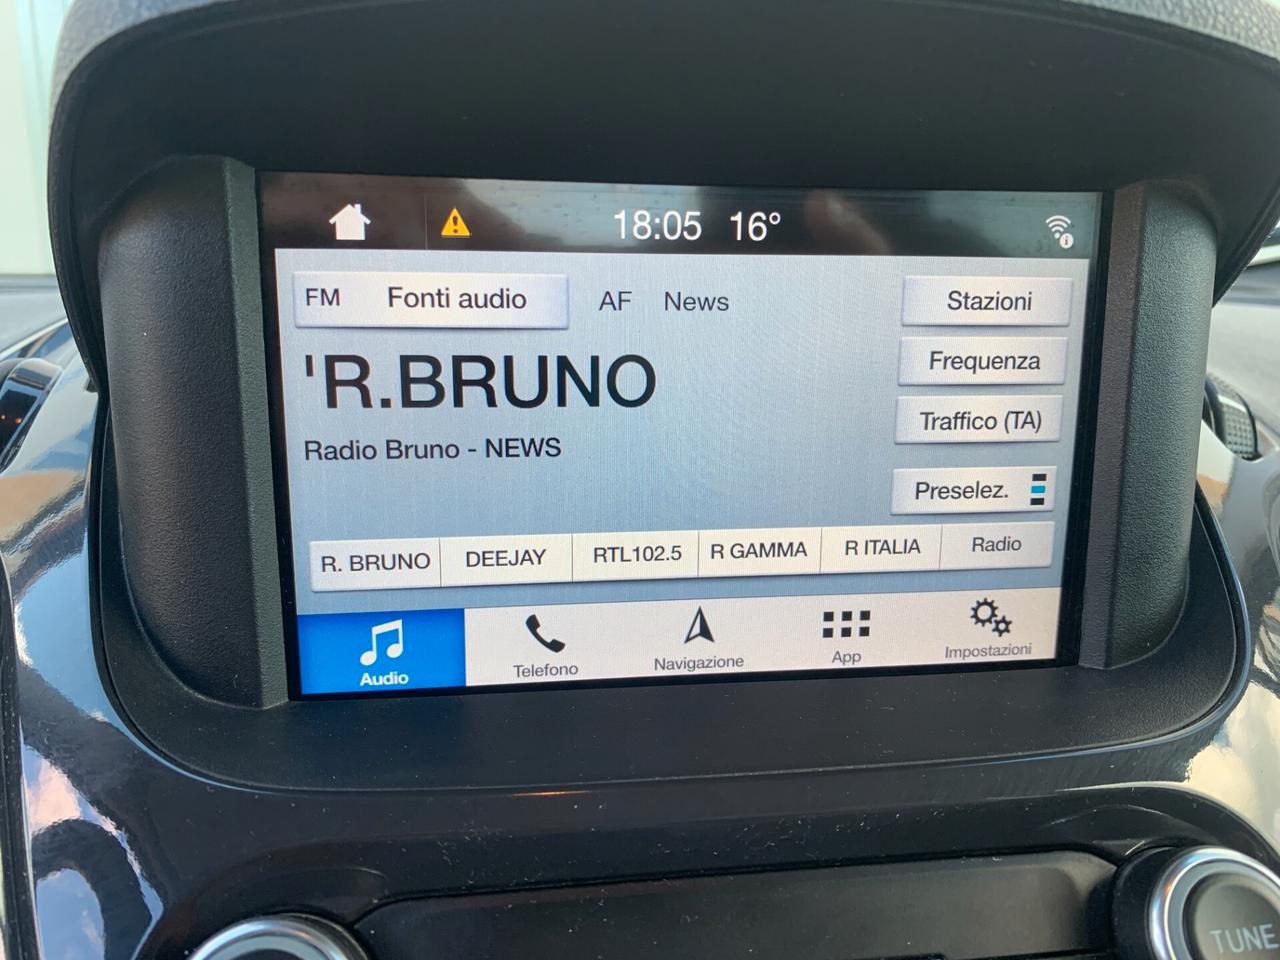 18:05 16°
FM Fonti audio AF News Stazioni
'R.BRUNO
Frequenza
Radio Bruno - NEWS
Traffico (TA)
Preselez.
R. BRUNO DEEJAY RTL102.5 R GAMMA R ITALIA Radio
Audio Telefono Navigazione App Impostazioni
TUNE